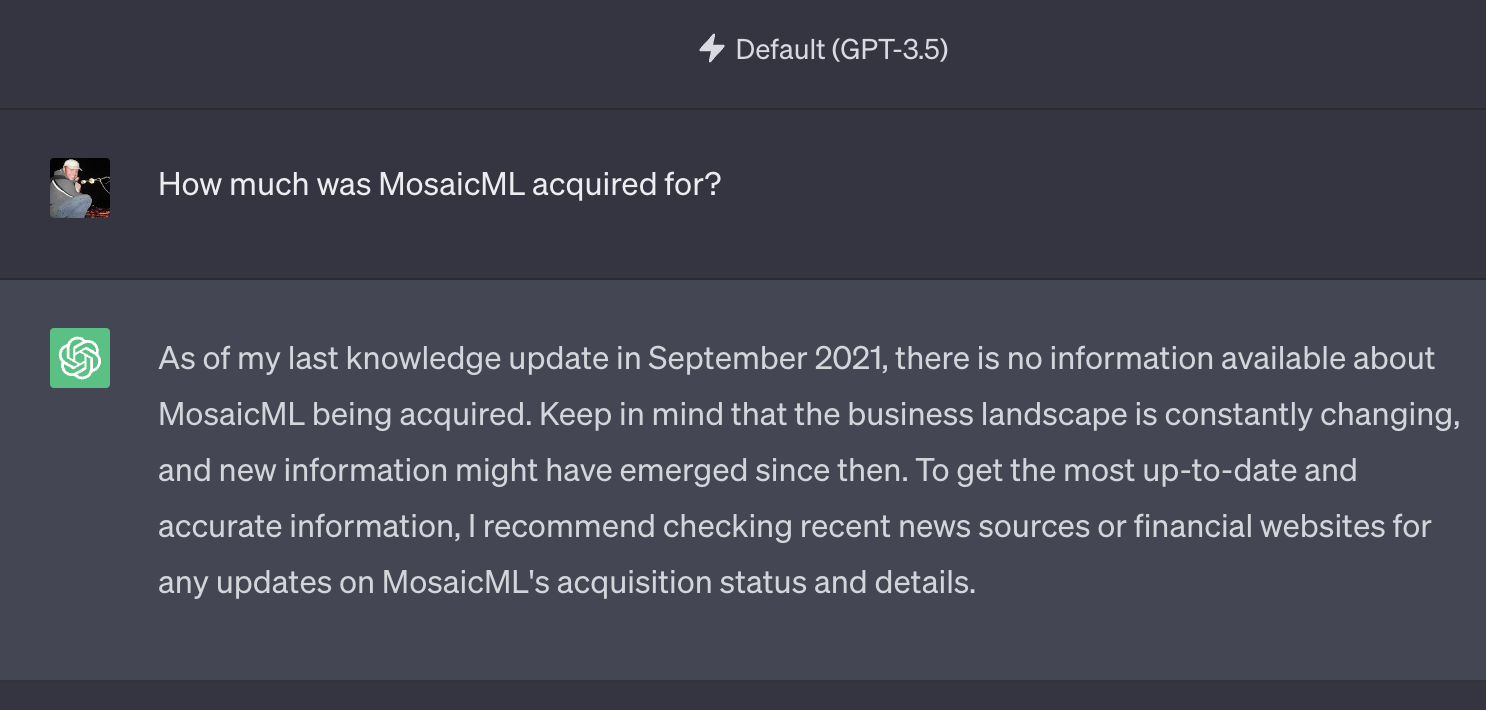 Default (GPT-3.5)
How much was MosaicML acquired for?
As of my last knowledge update in September 2021, there is no information available about
MosaicML being acquired. Keep in mind that the business landscape is constantly changing,
and new information might have emerged since then. To get the most up-to-date and
accurate information, I recommend checking recent news sources or financial websites for
any updates on MosaicML's acquisition status and details.